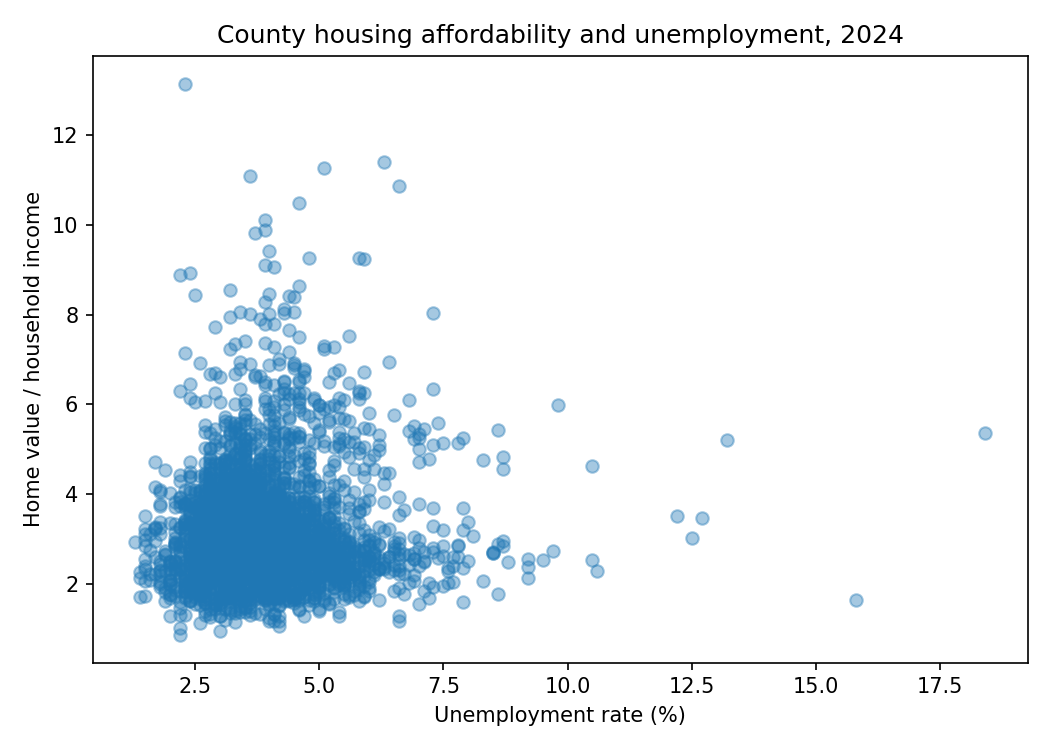 County housing affordability and unemployment, 2024
Home value / household income
12
10
8
6
4
2
2.5 5.0 7.5 10.0 12.5 15.0 17.5
Unemployment rate (%)